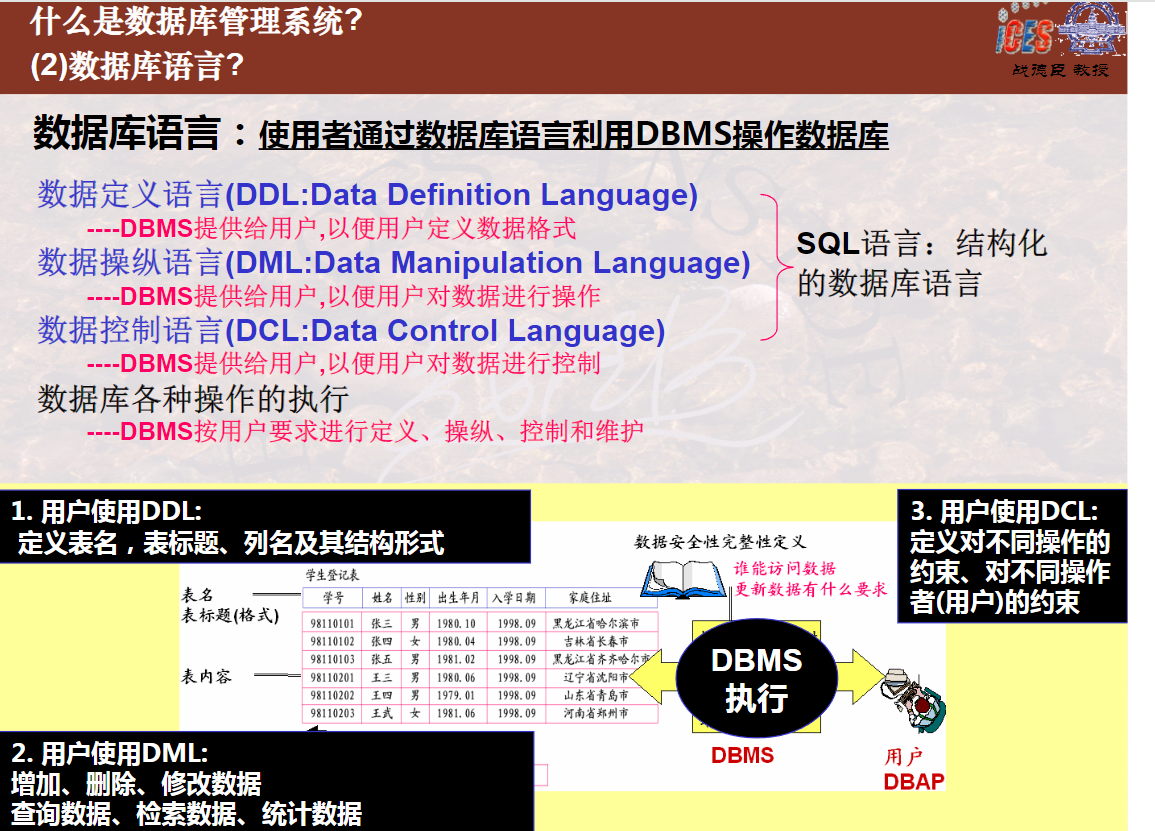 什么是数据库管理系统?
(2)数据库语言?
iCES
战德臣 教授
数据库语言：使用者通过数据库语言利用DBMS操作数据库
数据定义语言(DDL:Data Definition Language)
----DBMS提供给用户,以便用户定义数据格式
数据操纵语言(DML:Data Manipulation Language)
----DBMS提供给用户,以便用户对数据进行操作
数据控制语言(DCL:Data Control Language)
----DBMS提供给用户,以便用户对数据进行控制
数据库各种操作的执行
----DBMS按用户要求进行定义、操纵、控制和维护
SQL语言：结构化
的数据库语言
1. 用户使用DDL:
定义表名，表标题、列名及其结构形式
3. 用户使用DCL:
定义对不同操作的
约束、对不同操作
者(用户)的约束
数据安全性完整性定义
谁能访问数据
更新数据有什么要求
学生登记表
表名
表标题(格式)
表内容
学号 姓名 性别 出生年月 入学日期 家庭住址
98110101 张三 男 1980.10 1998.09 黑龙江省哈尔滨市
98110102 张四 女 1980.04 1998.09 吉林省长春市
98110103 张五 男 1981.02 1998.09 黑龙江省齐齐哈尔市
98110201 王三 男 1980.06 1998.09 辽宁省沈阳市
98110202 王四 男 1979.01 1998.09 山东省青岛市
98110203 王武 女 1981.06 1998.09 河南省郑州市
DBMS
执行
DBMS
用户
DBAP
2. 用户使用DML:
增加、删除、修改数据
查询数据、检索数据、统计数据